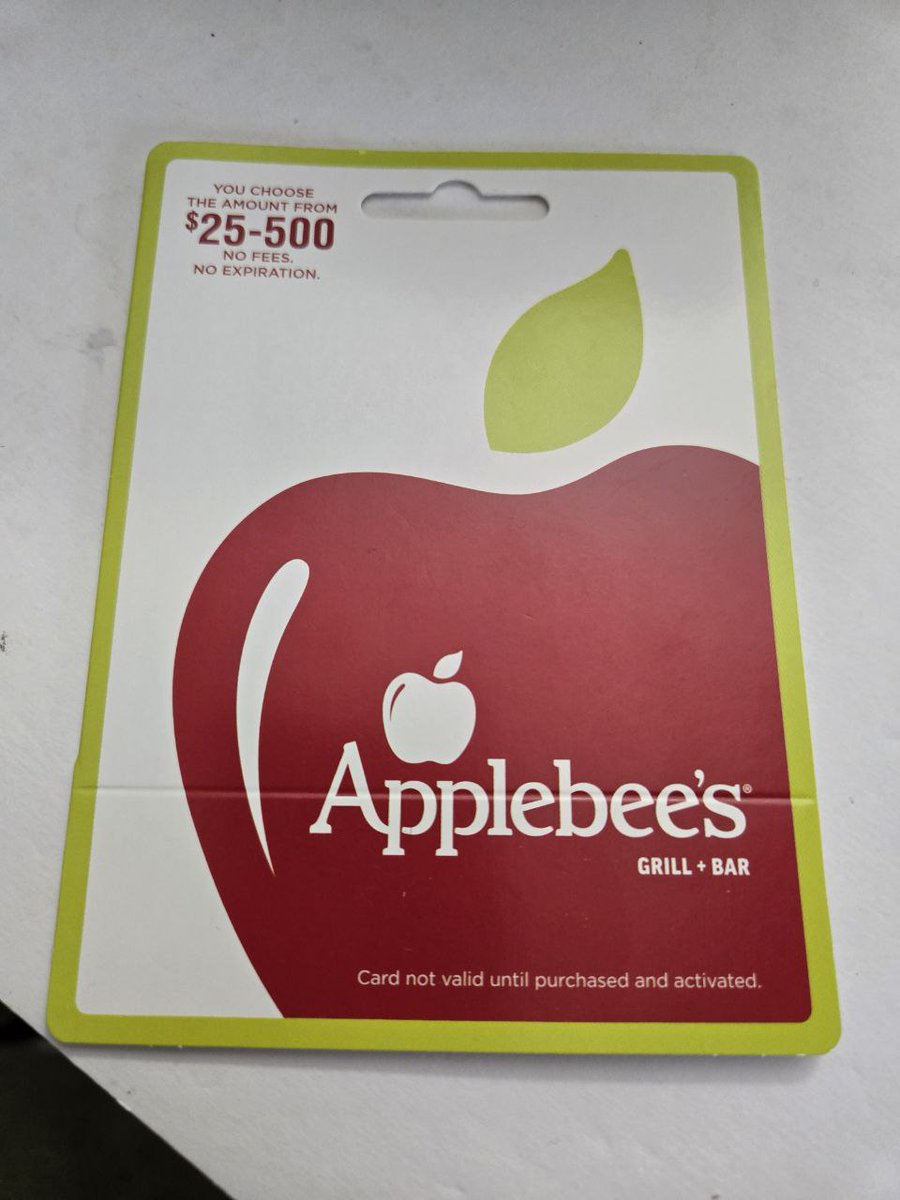 YOU CHOOSE
THE AMOUNT FROM
$25-500
NO FEES.
NO EXPIRATION.
Applebee's®
GRILL + BAR
Card not valid until purchased and activated.